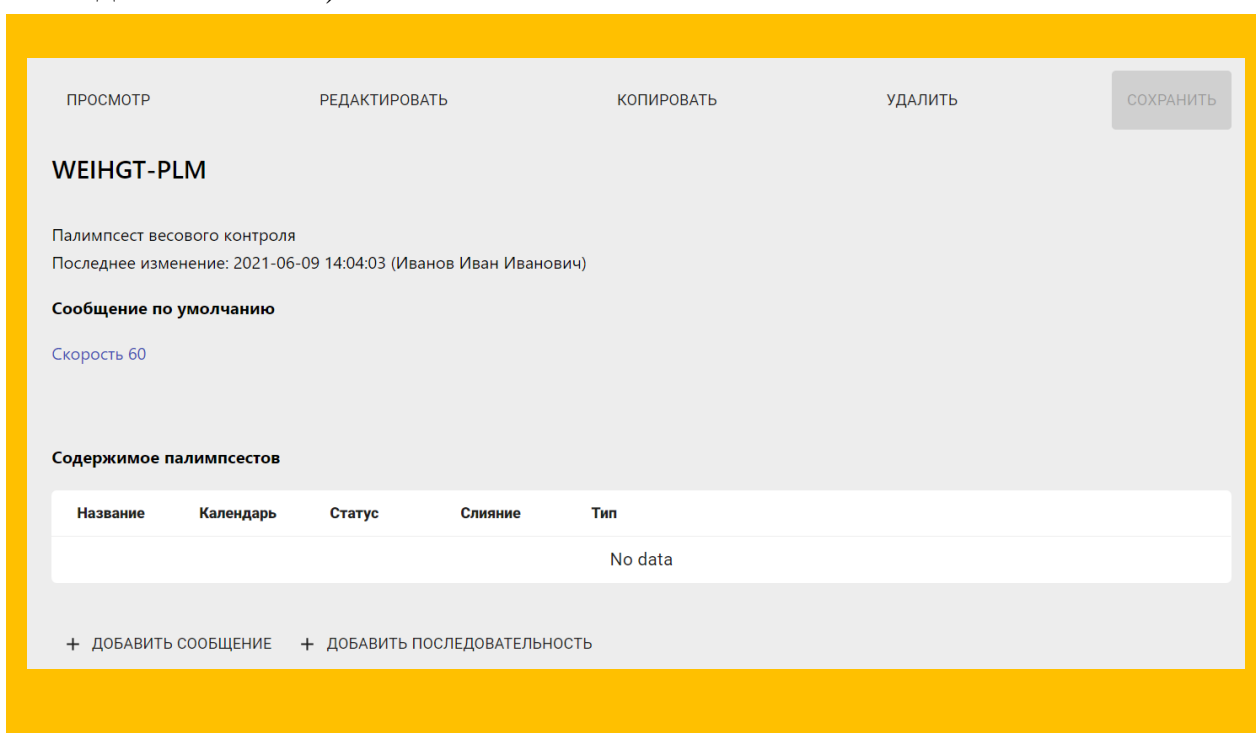 ПРОСМОТР РЕДАКТИРОВАТЬ КОПИРОВАТЬ УДАЛИТЬ СОХРАНИТЬ
WEIHGT-PLM
Палимпсест весового контроля
Последнее изменение: 2021-06-09 14:04:03 (Иванов Иван Иванович)
Сообщение по умолчанию
Скорость 60
Содержимое палимпсестов
Название Календарь Статус Слияние Тип
No data
+ ДОБАВИТЬ СООБЩЕНИЕ + ДОБАВИТЬ ПОСЛЕДОВАТЕЛЬНОСТЬ